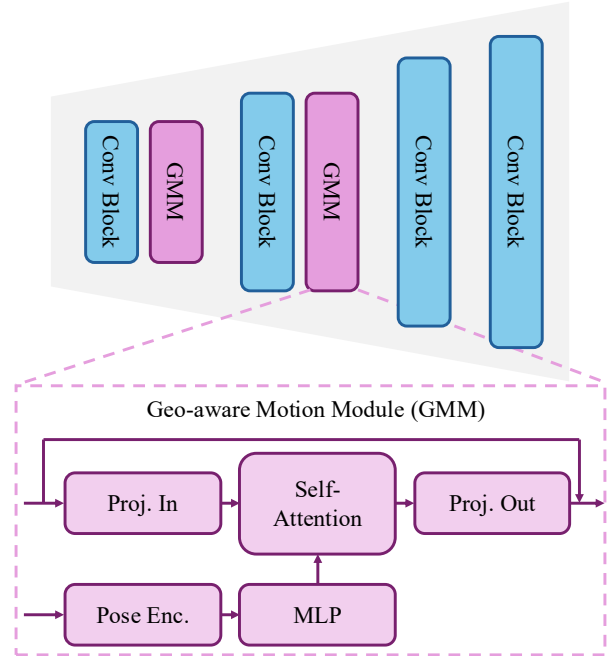 Conv Block
GMM
Conv Block
GMM
Conv Block
Conv Block
Geo-aware Motion Module (GMM)
Proj. In
Self-
Attention
Proj. Out
Pose Enc.
MLP